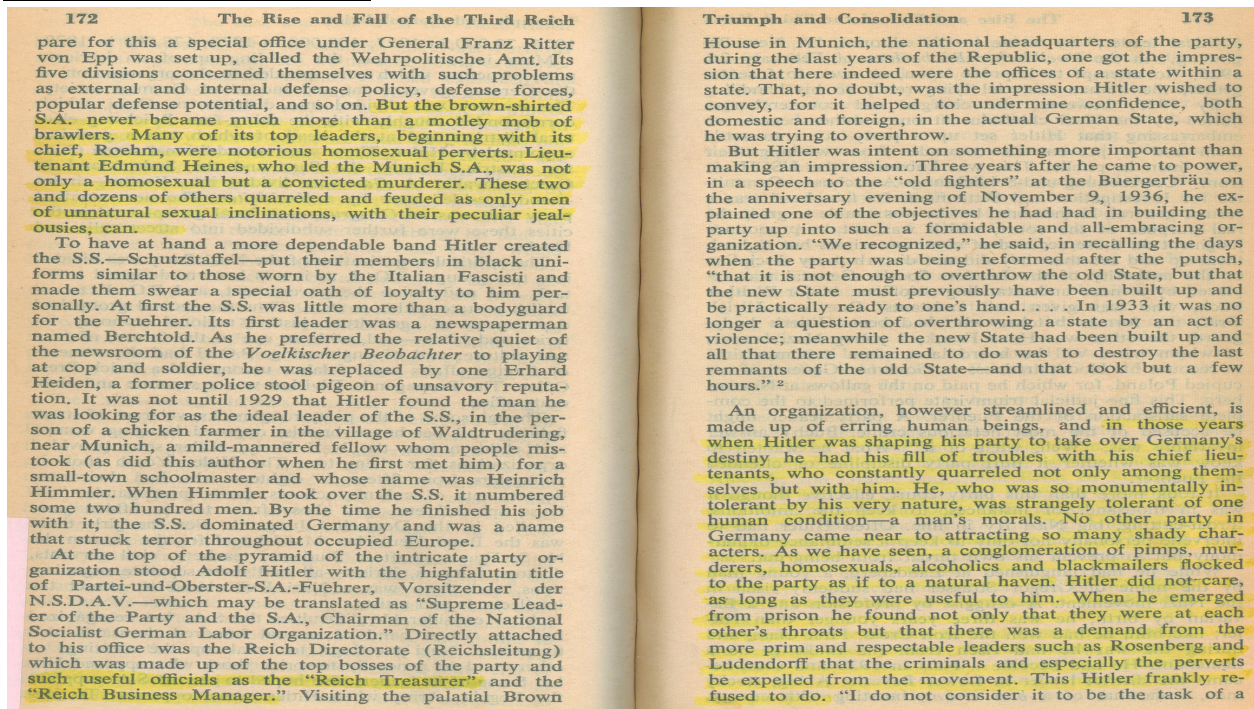 172 The Rise and Fall of the Third Reich
pare for this a special office under General Franz Ritter
von Epp was set up, called the Wehrpolitische Amt. Its
five divisions concerned themselves with such problems
as external and internal defense policy, defense forces,
popular defense potential, and so on. But the brown-shirted
S.A. never became much more than a motley mob of
brawlers. Many of its top leaders, beginning with its
chief, Roehm, were notorious homosexual perverts. Lieu-
tenant Edmund Heines, who led the Munich S.A., was not
only a homosexual but a convicted murderer. These two
and dozens of others quarreled and feuded as only men
of unnatural sexual inclinations, with their peculiar jeal-
ousies, can.
To have at hand a more dependable band Hitler created
the S.S.—Schutzstaffel—put their members in black uni-
forms similar to those worn by the Italian Fascisti and
made them swear a special oath of loyalty to him per-
sonally. At first the S.S. was little more than a bodyguard
for the Fuehrer. Its first leader was a newspaperman
named Berchtold. As he preferred the relative quiet of
the newsroom of the Voelkischer Beobachter to playing
at cop and soldier, he was replaced by one Erhard
Heiden, a former police stool pigeon of unsavory reputa-
tion. It was not until 1929 that Hitler found the man he
was looking for as the ideal leader of the S.S., in the per-
son of a chicken farmer in the village of Waldtrudering,
near Munich, a mild-mannered fellow whom people mis-
took (as did this author when he first met him) for a
small-town schoolmaster and whose name was Heinrich
Himmler. When Himmler took over the S.S. it numbered
some two hundred men. By the time he finished his job
with it, the S.S. dominated Germany and was a name
that struck terror throughout occupied Europe.
At the top of the pyramid of the intricate party or-
ganization stood Adolf Hitler with the highfalutin title
of Partei-und-Oberster-S.A.-Fuehrer, Vorsitzender der
N.S.D.A.V.—which may be translated as "Supreme Lead-
er of the Party and the S.A., Chairman of the National
Socialist German Labor Organization." Directly attached
to his office was the Reich Directorate (Reichsleitung)
which was made up of the top bosses of the party and
such useful officials as the "Reich Treasurer" and the
"Reich Business Manager." Visiting the palatial Brown
Triumph and Consolidation 173
House in Munich, the national headquarters of the party,
during the last years of the Republic, one got the impres-
sion that here indeed were the offices of a state within a
state. That, no doubt, was the impression Hitler wished to
convey, for it helped to undermine confidence, both
domestic and foreign, in the actual German State, which
he was trying to overthrow.
But Hitler was intent on something more important than
making an impression. Three years after he came to power,
in a speech to the "old fighters" at the Buergerbräu on
the anniversary evening of November 9, 1936, he ex-
plained one of the objectives he had had in building the
party up into such a formidable and all-embracing or-
ganization. "We recognized," he said, in recalling the days
when the party was being reformed after the putsch,
"that it is not enough to overthrow the old State, but that
the new State must previously have been built up and
be practically ready to one's hand. . . . In 1933 it was no
longer a question of overthrowing a state by an act of
violence; meanwhile the new State had been built up and
all that there remained to do was to destroy the last
remnants of the old State—and that took but a few
hours." 2
An organization, however streamlined and efficient, is
made up of erring human beings, and in those years
when Hitler was shaping his party to take over Germany's
destiny he had his fill of troubles with his chief lieu-
tenants, who constantly quarreled not only among them-
selves but with him. He, who was so monumentally in-
tolerant by his very nature, was strangely tolerant of one
human condition—a man's morals. No other party in
Germany came near to attracting so many shady char-
acters. As we have seen, a conglomeration of pimps, mur-
derers, homosexuals, alcoholics and blackmailers flocked
to the party as if to a natural haven. Hitler did not care,
as long as they were useful to him. When he emerged
from prison he found not only that they were at each
other's throats but that there was a demand from the
more prim and respectable leaders such as Rosenberg and
Ludendorff that the criminals and especially the perverts
be expelled from the movement. This Hitler frankly re-
fused to do. "I do not consider it to be the task of a